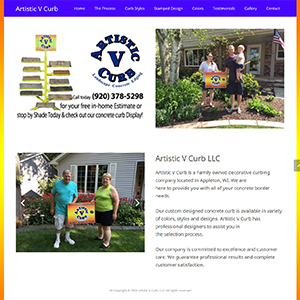 Artistic V Curb
Home The Process Curb Styles Stamped Design Colors Testimonials Gallery Contact
ARTISTIC
V
CURB
Landscape Concrete Edging
Call today (920) 378-5298
for your free in-home Estimate or
stop by Shade Today & check out our concrete curb Display!
Artistic V Curb LLC
Artistic V Curb is a family owned decorative curbing
company located in Appleton, WI. We are
here to provide you with all of your concrete border
needs.
Our custom designed concrete curb is available in variety
of colors, styles and designs. Artistic V Curb has
professional designers to assist you in
the selection process.
Our company is committed to excellence and customer
care. We guarantee professional results and complete
customer satisfaction.